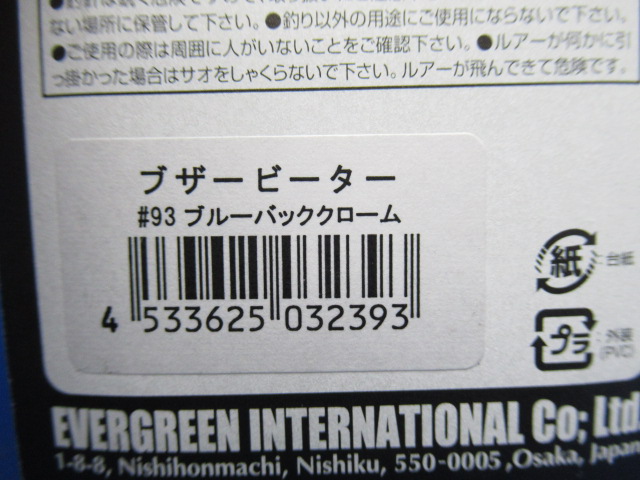 ない場所に保管して下さい。●釣り以外の用途にご使用にならないで下さい。
●ご使用の際は周囲に人がいないことをご確認下さい。●ルアーが何かに引
っ掛かった場合はサオをしゃくらないで下さい。ルアーが飛んできて危険です。
ブザービーター
#93 ブルーバッククローム
4 533625 032393
紙 : 台紙
プラ : 外装
(PVC)
EVERGREEN INTERNATIONAL Co; Ltd.
1-8-8, Nishihonmachi, Nishiku, 550-0005, Osaka, Japan